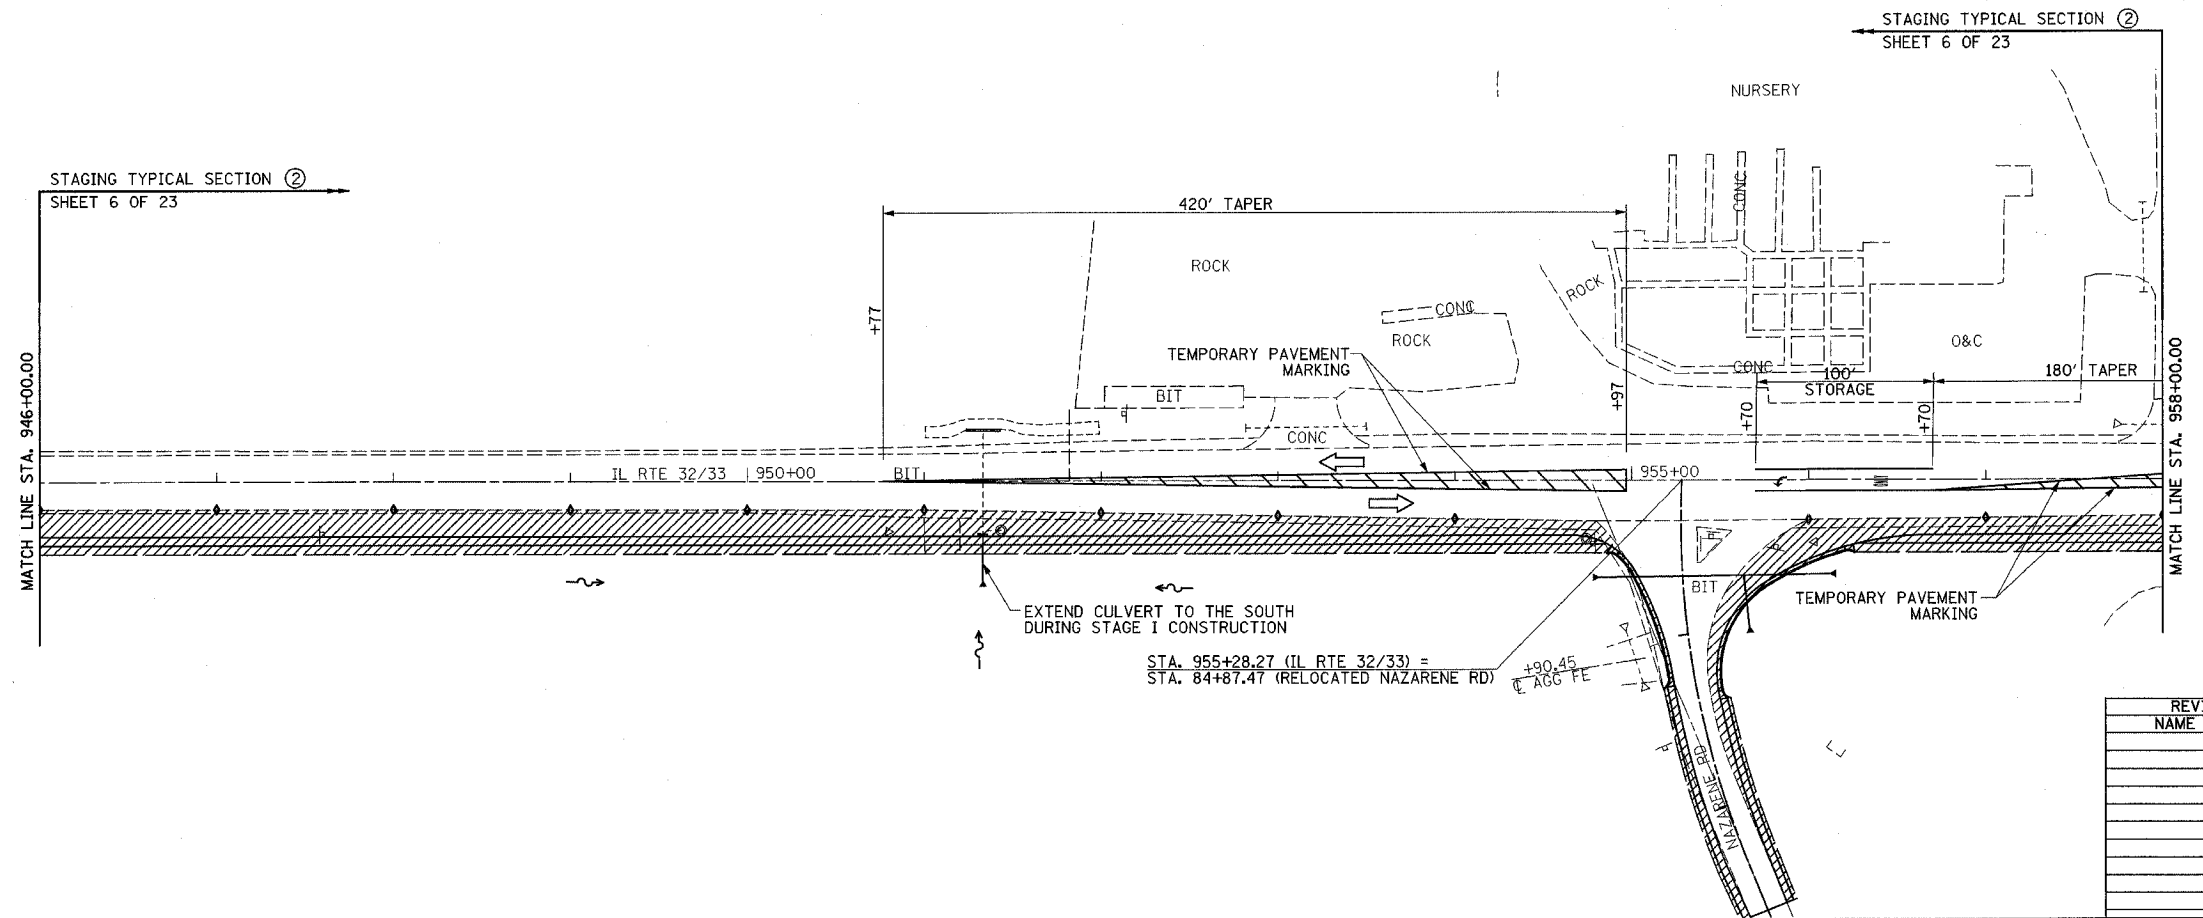 STAGING TYPICAL SECTION ②
SHEET 6 OF 23
NURSERY
STAGING TYPICAL SECTION ②
SHEET 6 OF 23
420' TAPER
CONC
ROCK
ROCK
CONC
+77
ROCK
O&C
TEMPORARY PAVEMENT
MARKING
CONC
100'
STORAGE
180' TAPER
BIT
+97
+70
+70
CONC
MATCH LINE STA. 946+00.00
MATCH LINE STA. 958+00.00
IL RTE 32/33
950+00
BIT
955+00
BIT
TEMPORARY PAVEMENT
MARKING
EXTEND CULVERT TO THE SOUTH
DURING STAGE I CONSTRUCTION
STA. 955+28.27 (IL RTE 32/33) =
STA. 84+87.47 (RELOCATED NAZARENE RD)
+90.45
℄ AGG FE
NAZARENE RD
NAME